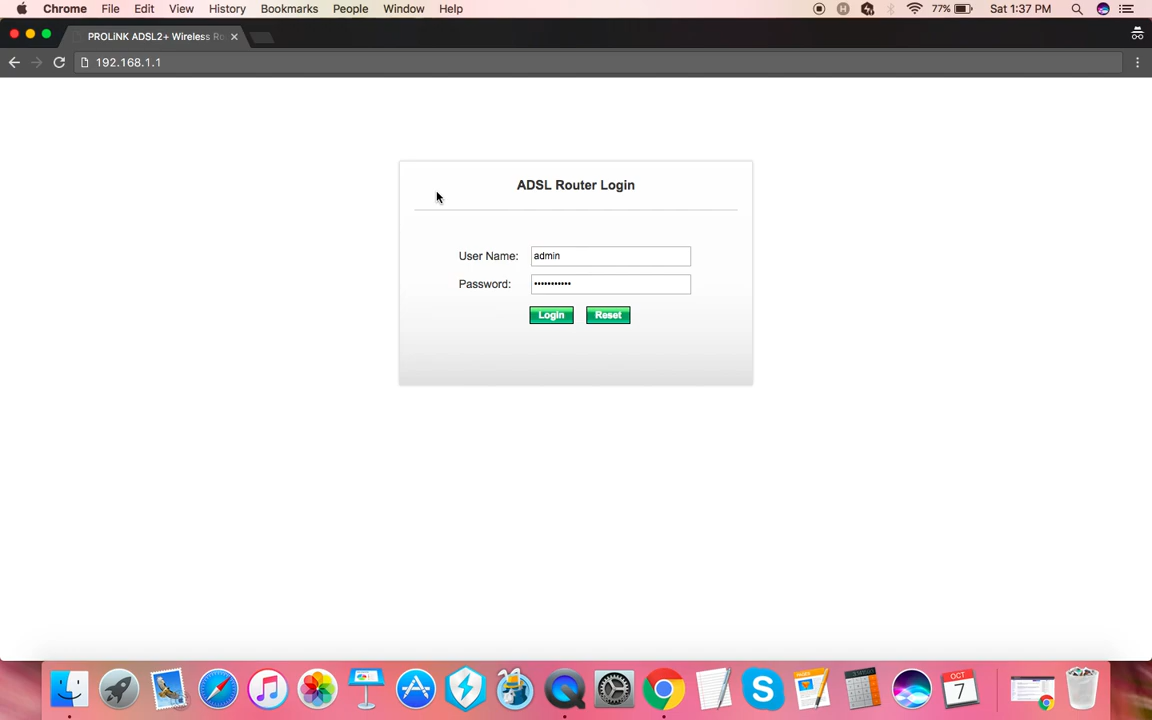 Chrome File Edit View History Bookmarks People Window Help 77% Sat 1:37 PM
PROLiNK ADSL2+ Wireless
192.168.1.1
ADSL Router Login
User Name: admin
Password: •••••••••••
Login Reset
OCT
7